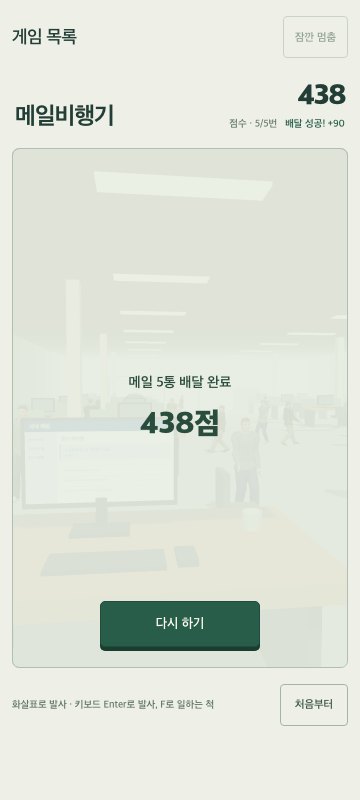 게임 목록
잠깐 멈춤
메일비행기
438
점수 · 5/5번 배달 성공! +90
메일 5통 배달 완료
438점
다시 하기
화살표로 발사 · 키보드 Enter로 발사, F로 일하는 척
처음부터